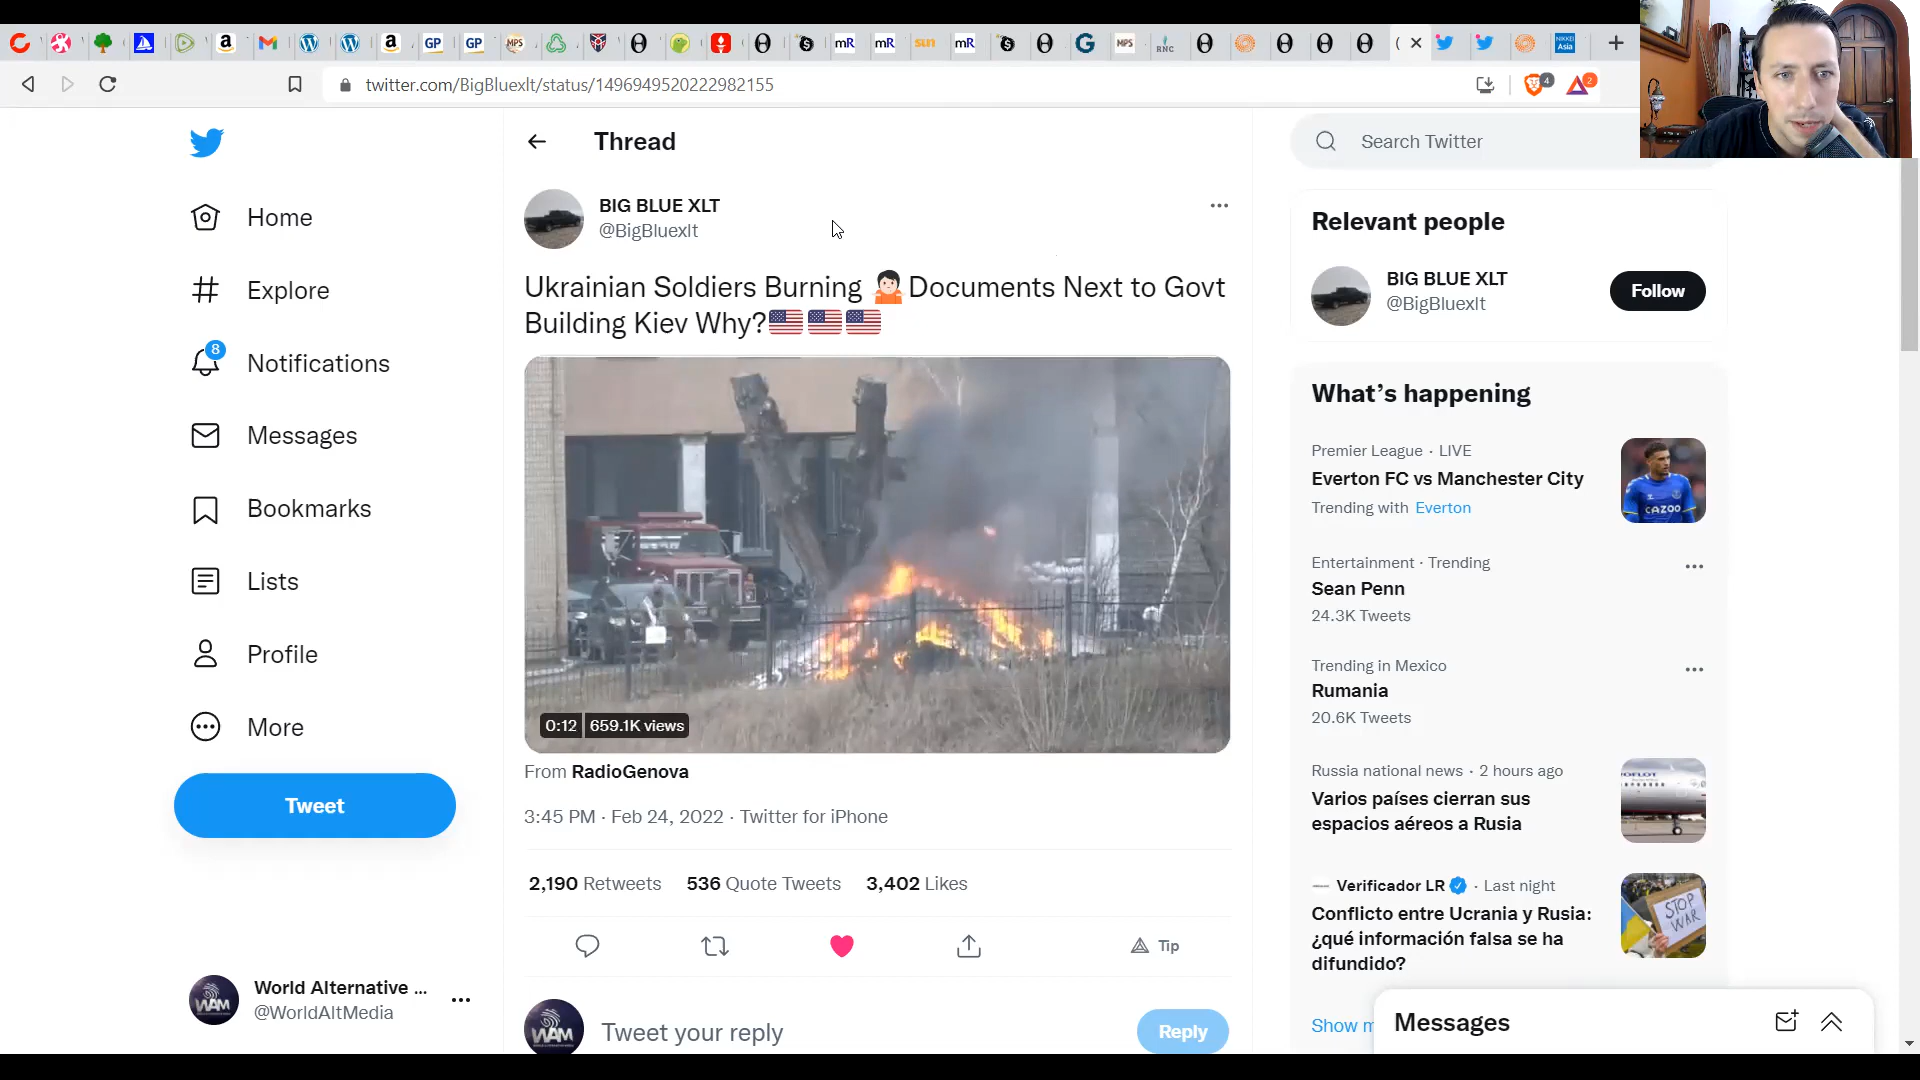 twitter.com/BigBluexlt/status/1496949520222982155
4
2
Home
Explore
8
Notifications
Messages
Bookmarks
Lists
Profile
More
Tweet
World Alternative ...
@WorldAltMedia
Thread
BIG BLUE XLT
@BigBluexlt
Ukrainian Soldiers Burning Documents Next to Govt
Building Kiev Why?
0:12 659.1K views
From RadioGenova
3:45 PM · Feb 24, 2022 · Twitter for iPhone
2,190 Retweets 536 Quote Tweets 3,402 Likes
Tip
WAM
Tweet your reply
Reply
Search Twitter
Relevant people
BIG BLUE XLT
@BigBluexlt
Follow
What's happening
Premier League · LIVE
Everton FC vs Manchester City
Trending with Everton
CAZOO
Entertainment · Trending
Sean Penn
24.3K Tweets
Trending in Mexico
Rumania
20.6K Tweets
Russia national news · 2 hours ago
Varios países cierran sus
espacios aéreos a Rusia
Verificador LR · Last night
Conflicto entre Ucrania y Rusia:
¿qué información falsa se ha
difundido?
STOP
WAR
Show
Messages